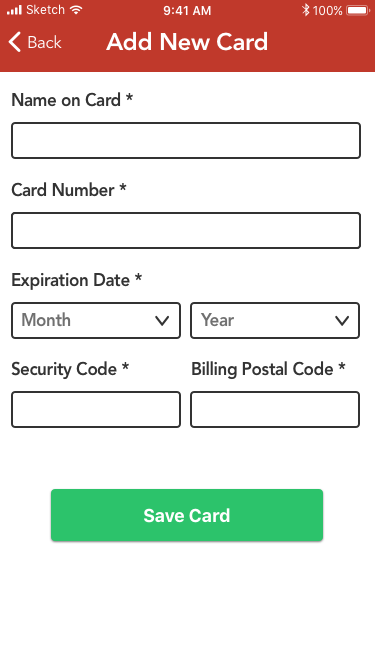 Sketch 9:41 AM 100%
Back Add New Card
Name on Card *
Card Number *
Expiration Date *
Month Year
Security Code * Billing Postal Code *
Save Card